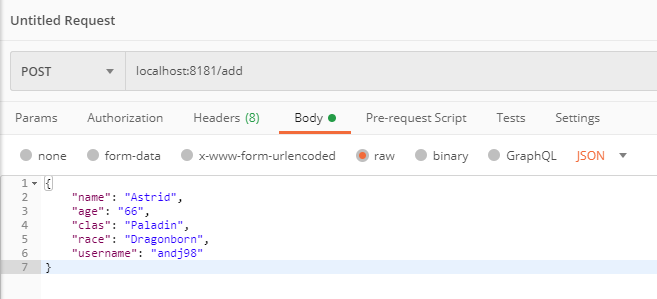 Untitled Request
POST localhost:8181/add
Params Authorization Headers (8) Body Pre-request Script Tests Settings
none form-data x-www-form-urlencoded raw binary GraphQL JSON
1 {
2 "name": "Astrid",
3 "age": "66",
4 "clas": "Paladin",
5 "race": "Dragonborn",
6 "username": "andj98"
7 }